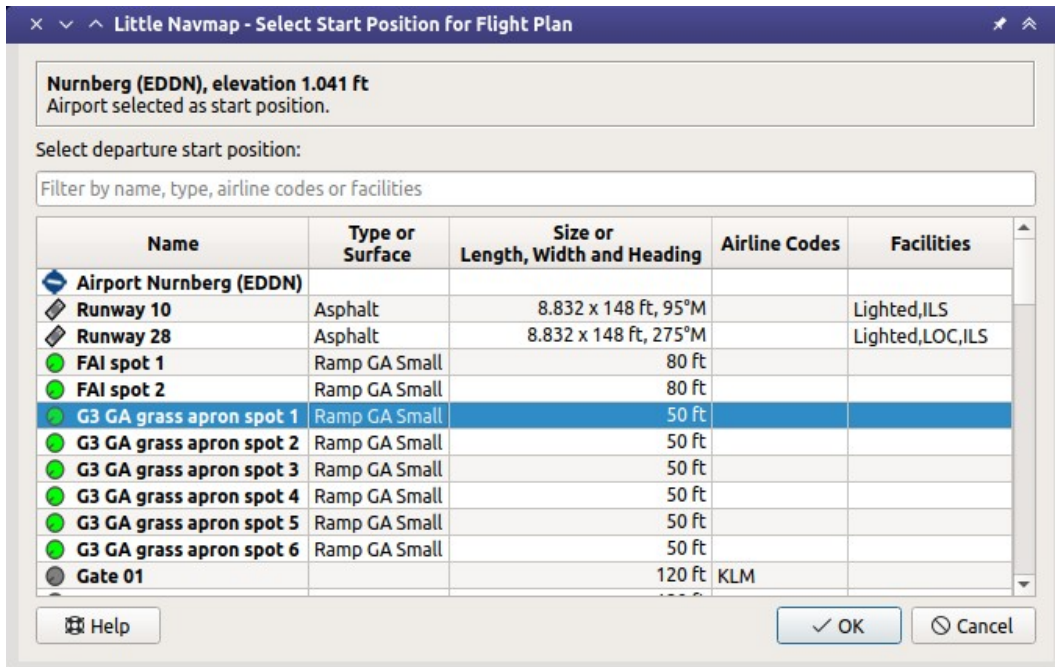 Little Navmap - Select Start Position for Flight Plan
Nurnberg (EDDN), elevation 1.041 ft
Airport selected as start position.
Select departure start position:
Filter by name, type, airline codes or facilities
Name Type or Surface Size or Length, Width and Heading Airline Codes Facilities
Airport Nurnberg (EDDN)
Runway 10 Asphalt 8.832 x 148 ft, 95°M Lighted,ILS
Runway 28 Asphalt 8.832 x 148 ft, 275°M Lighted,LOC,ILS
FAI spot 1 Ramp GA Small 80 ft
FAI spot 2 Ramp GA Small 80 ft
G3 GA grass apron spot 1 Ramp GA Small 50 ft
G3 GA grass apron spot 2 Ramp GA Small 50 ft
G3 GA grass apron spot 3 Ramp GA Small 50 ft
G3 GA grass apron spot 4 Ramp GA Small 50 ft
G3 GA grass apron spot 5 Ramp GA Small 50 ft
G3 GA grass apron spot 6 Ramp GA Small 50 ft
Gate 01 120 ft KLM
Help OK Cancel